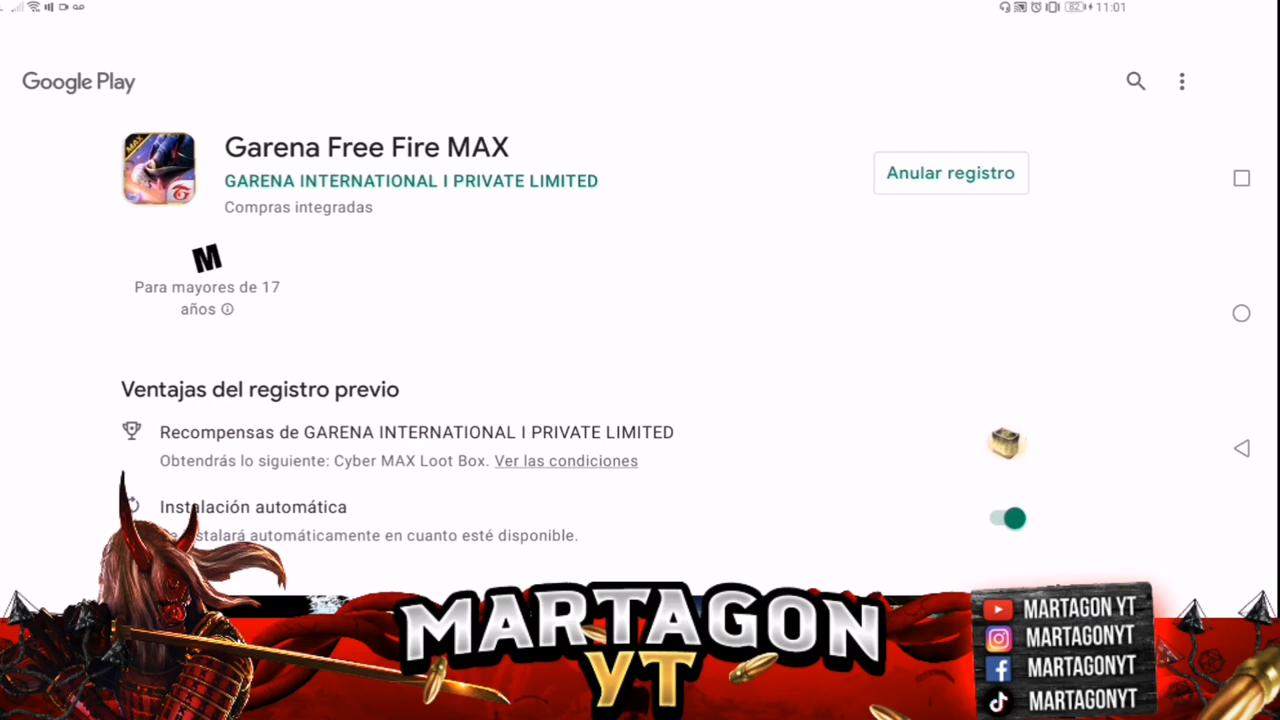 82 11:01
Google Play
Garena Free Fire MAX
GARENA INTERNATIONAL I PRIVATE LIMITED
Compras integradas
Anular registro
MAX
M
Para mayores de 17
años
Ventajas del registro previo
Recompensas de GARENA INTERNATIONAL I PRIVATE LIMITED
Obtendrás lo siguiente: Cyber MAX Loot Box. Ver las condiciones
Instalación automática
automáticamente en cuanto esté disponible.
MARTAGON
YT
MARTAGON YT
MARTAGONYT
MARTAGONYT
MARTAGONYT